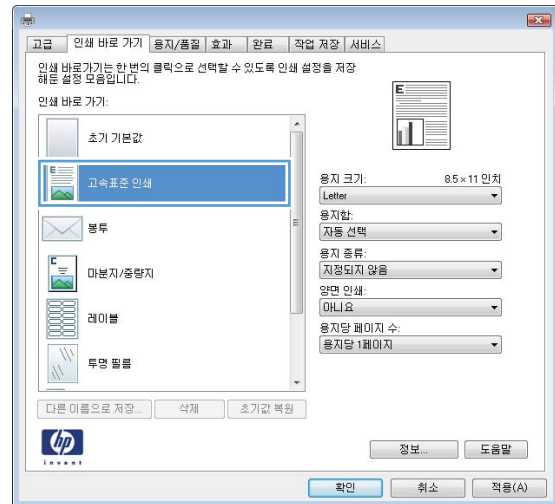 고급 인쇄 바로 가기 용지/품질 효과 완료 작업 저장 서비스
인쇄 바로가기는 한 번의 클릭으로 선택할 수 있도록 인쇄 설정을 저장
해둔 설정 모음입니다.
인쇄 바로 가기:
초기 기본값
고속표준 인쇄
봉투
마분지/중량지
레이블
투명 필름
E
용지 크기: 8.5×11 인치
Letter
용지함:
자동 선택
용지 종류:
지정되지 않음
양면 인쇄:
아니요
용지당 페이지 수:
용지당 1페이지
다른 이름으로 저장... 삭제 초기값 복원
hp
invent
정보... 도움말
확인 취소 적용(A)